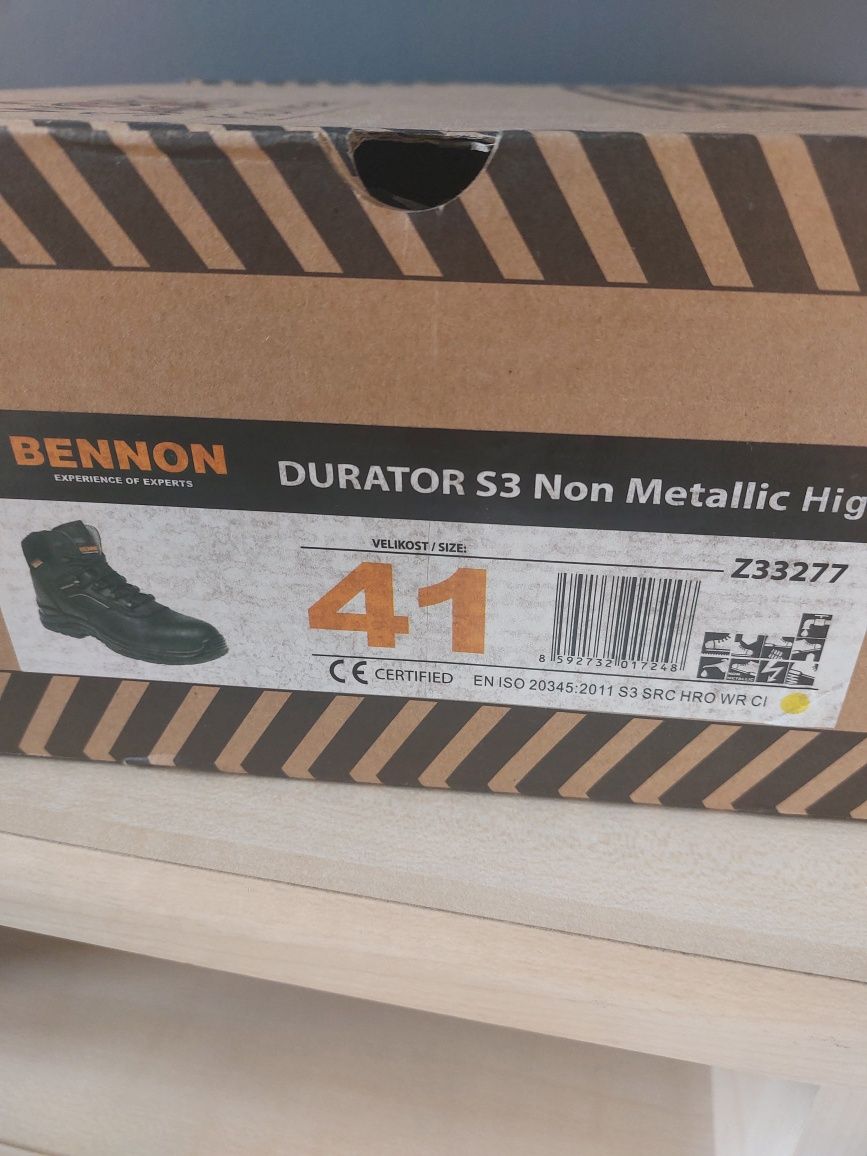 BENNON
EXPERIENCE OF EXPERTS
DURATOR S3 Non Metallic Hig
VELIKOST / SIZE:
Z33277
41
8 592732 017248
CE CERTIFIED EN ISO 20345:2011 S3 SRC HRO WR CI